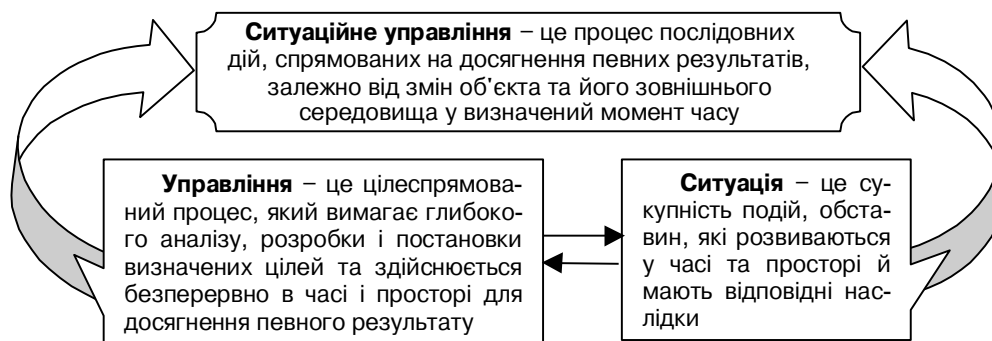 Ситуаційне управління – це процес послідовних
дій, спрямованих на досягнення певних результатів,
залежно від змін об'єкта та його зовнішнього
середовища у визначений момент часу
Управління – це цілеспрямова-
ний процес, який вимагає глибоко-
го аналізу, розробки і постановки
визначених цілей та здійснюється
безперервно в часі і просторі для
досягнення певного результату
Ситуація – це су-
купність подій, обста-
вин, які розвиваються
у часі та просторі й
мають відповідні нас-
лідки